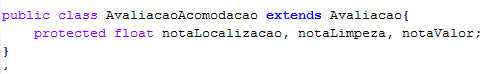 public class AvaliacaoAcomodacao extends Avaliacao{
protected float notaLocalizacao, notaLimpeza, notaValor;
}